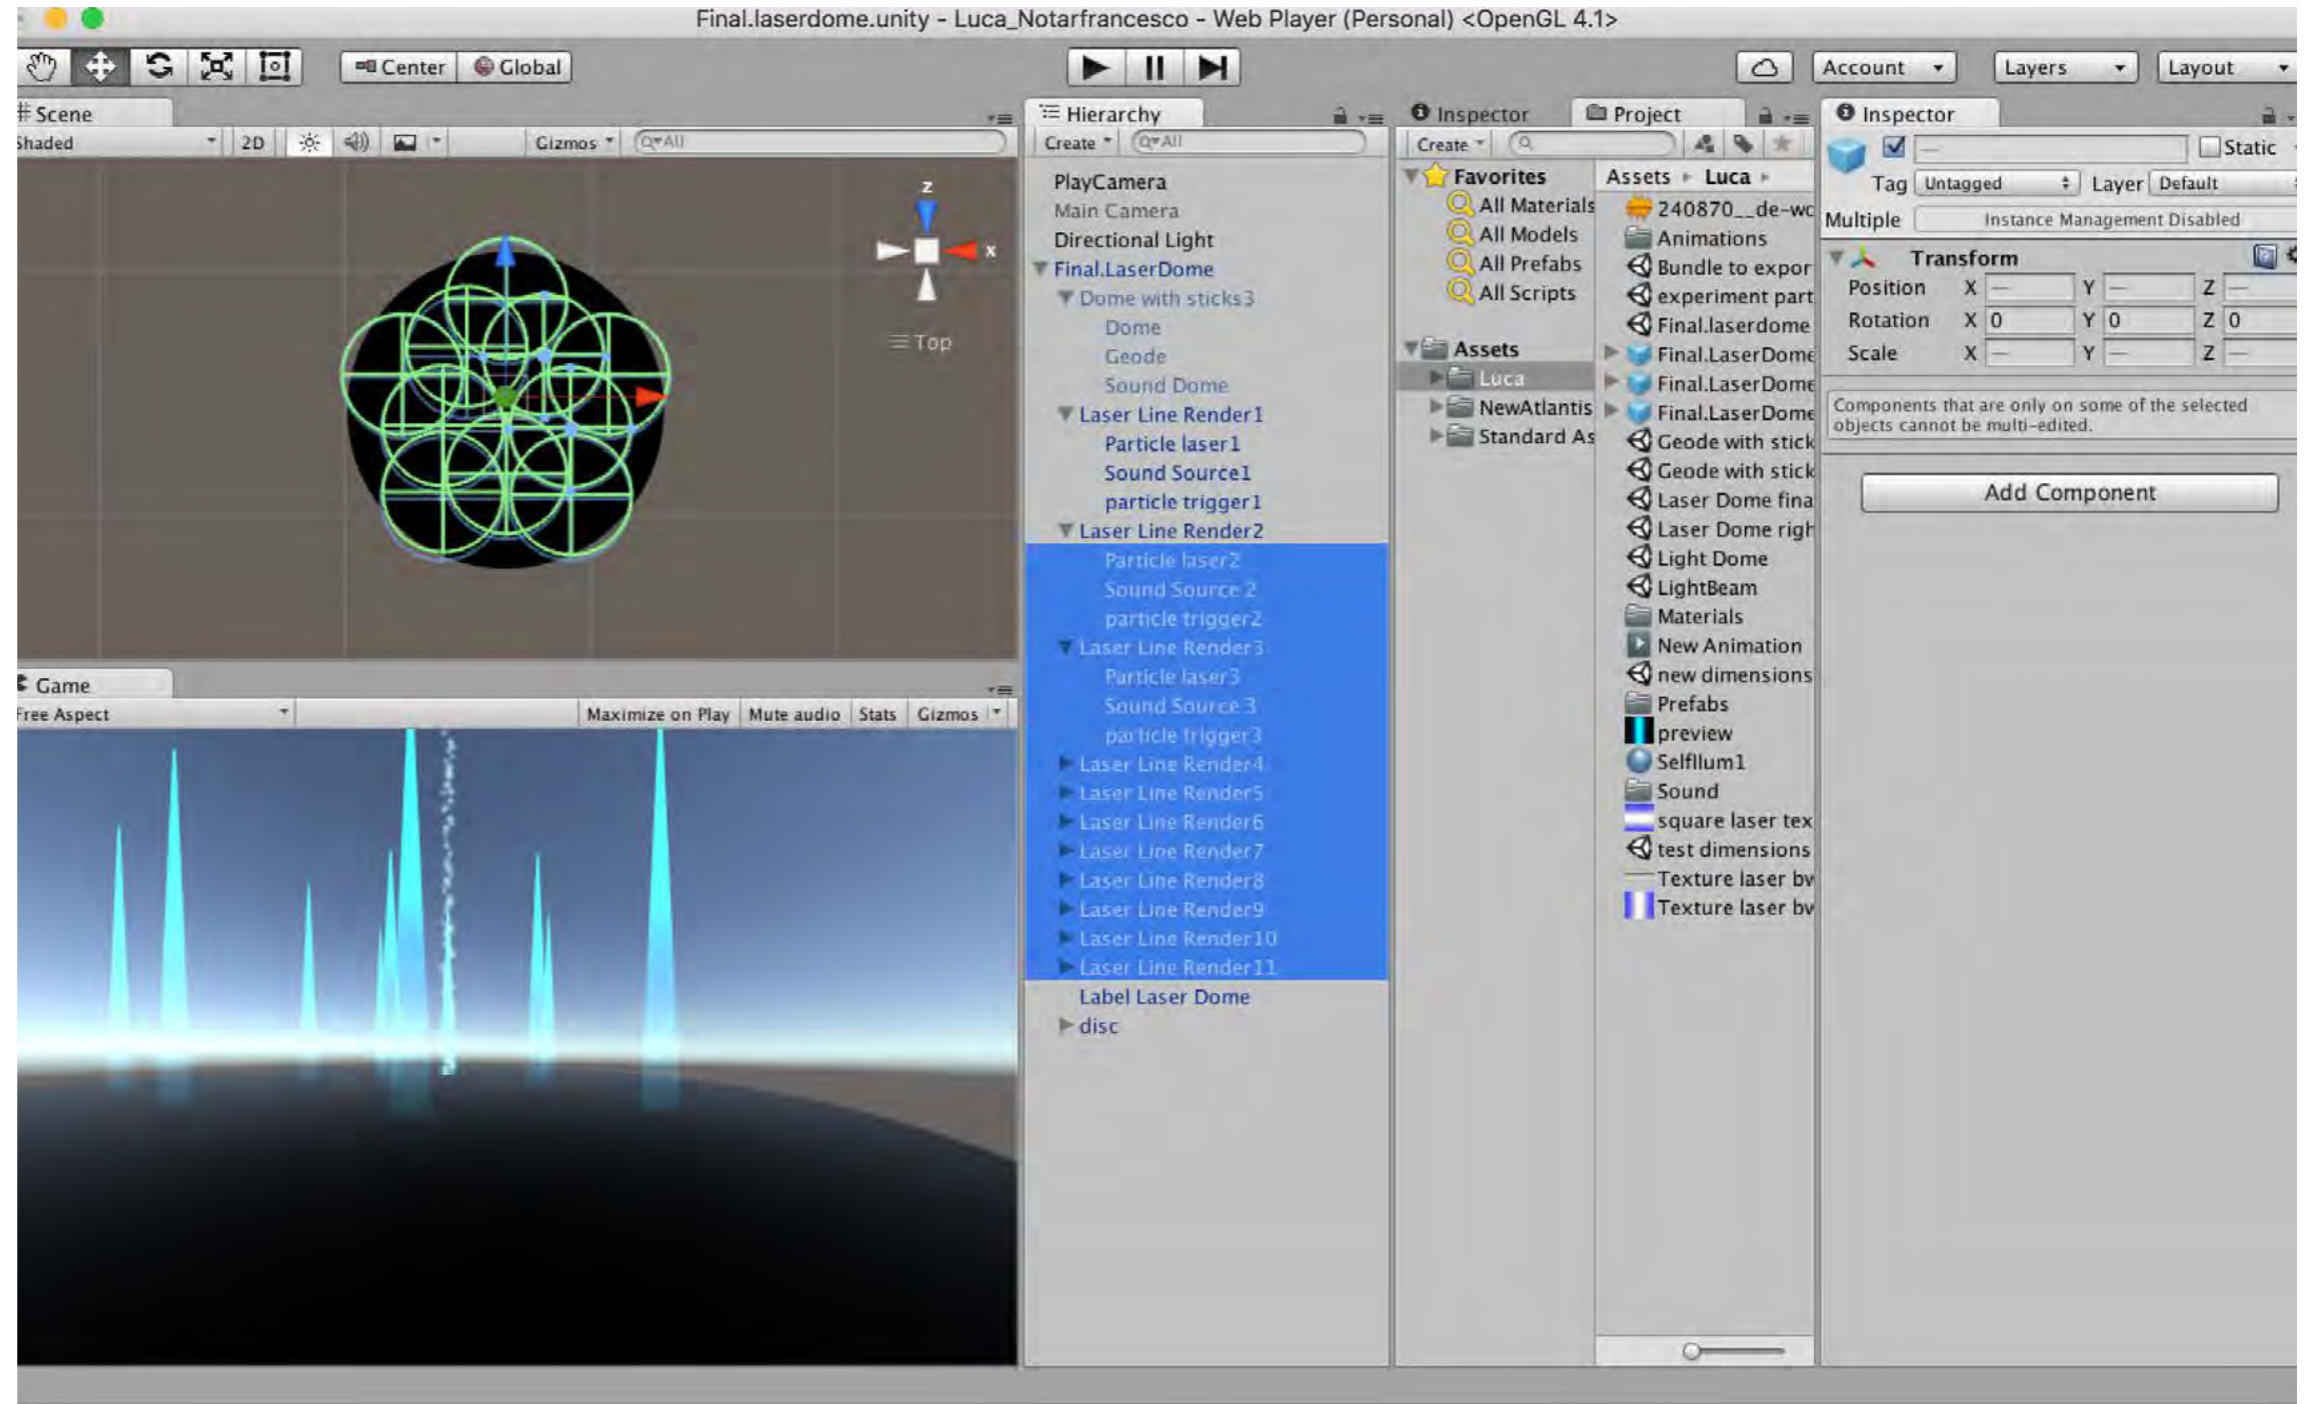 Final.laserdome.unity - Luca_Notarfrancesco - Web Player (Personal) <OpenGL 4.1>
Center Global
Account Layers Layout
Scene
Shaded 2D Gizmos All
z
x
Top
Game
Free Aspect Maximize on Play Mute audio Stats Gizmos
Hierarchy
Create All
PlayCamera
Main Camera
Directional Light
Final.LaserDome
Dome with sticks3
Dome
Geode
Sound Dome
Laser Line Render1
Particle laser1
Sound Source1
particle trigger1
Laser Line Render2
Particle laser2
Sound Source 2
particle trigger2
Laser Line Render3
Particle laser3
Sound Source 3
particle trigger3
Laser Line Render4
Laser Line Render5
Laser Line Render6
Laser Line Render7
Laser Line Render8
Laser Line Render9
Laser Line Render10
Laser Line Render11
Label Laser Dome
disc
Inspector Project
Create
Favorites
All Materials
All Models
All Prefabs
All Scripts
Assets
Luca
NewAtlantis
Standard As
Assets Luca
240870__de-wc
Animations
Bundle to expor
experiment part
Final.laserdome
Final.LaserDome
Final.LaserDome
Final.LaserDome
Geode with stick
Geode with stick
Laser Dome fina
Laser Dome righ
Light Dome
LightBeam
Materials
New Animation
new dimensions
Prefabs
preview
SelfIlum1
Sound
square laser tex
test dimensions
Texture laser bv
Texture laser bv
Inspector
— Static
Tag Untagged Layer Default
Multiple Instance Management Disabled
Transform
Position X — Y — Z —
Rotation X 0 Y 0 Z 0
Scale X — Y — Z —
Components that are only on some of the selected
objects cannot be multi-edited.
Add Component